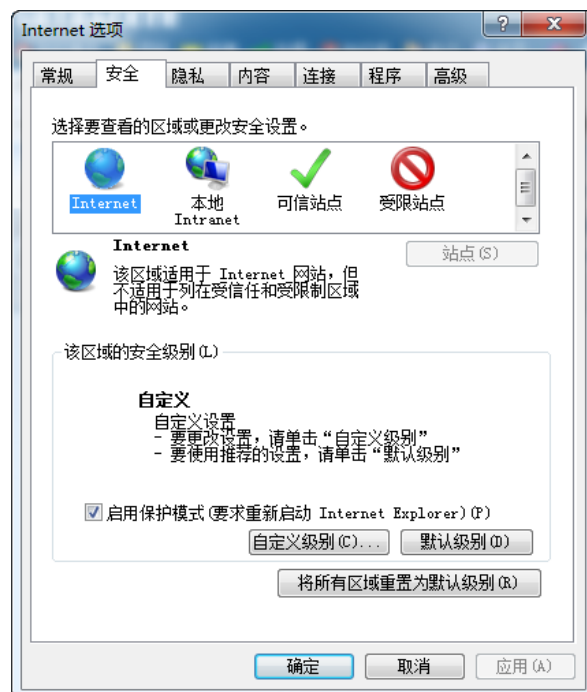 Internet 选项
常规 安全 隐私 内容 连接 程序 高级
选择要查看的区域或更改安全设置。
Internet 本地 Intranet 可信站点 受限站点
Internet
站点(S)
该区域适用于 Internet 网站，但
不适用于列在受信任和受限制区域
中的网站。
该区域的安全级别(L)
自定义
自定义设置
- 要更改设置，请单击“自定义级别”
- 要使用推荐的设置，请单击“默认级别”
启用保护模式(要求重新启动 Internet Explorer)(P)
自定义级别(C)... 默认级别(D)
将所有区域重置为默认级别(R)
确定 取消 应用(A)